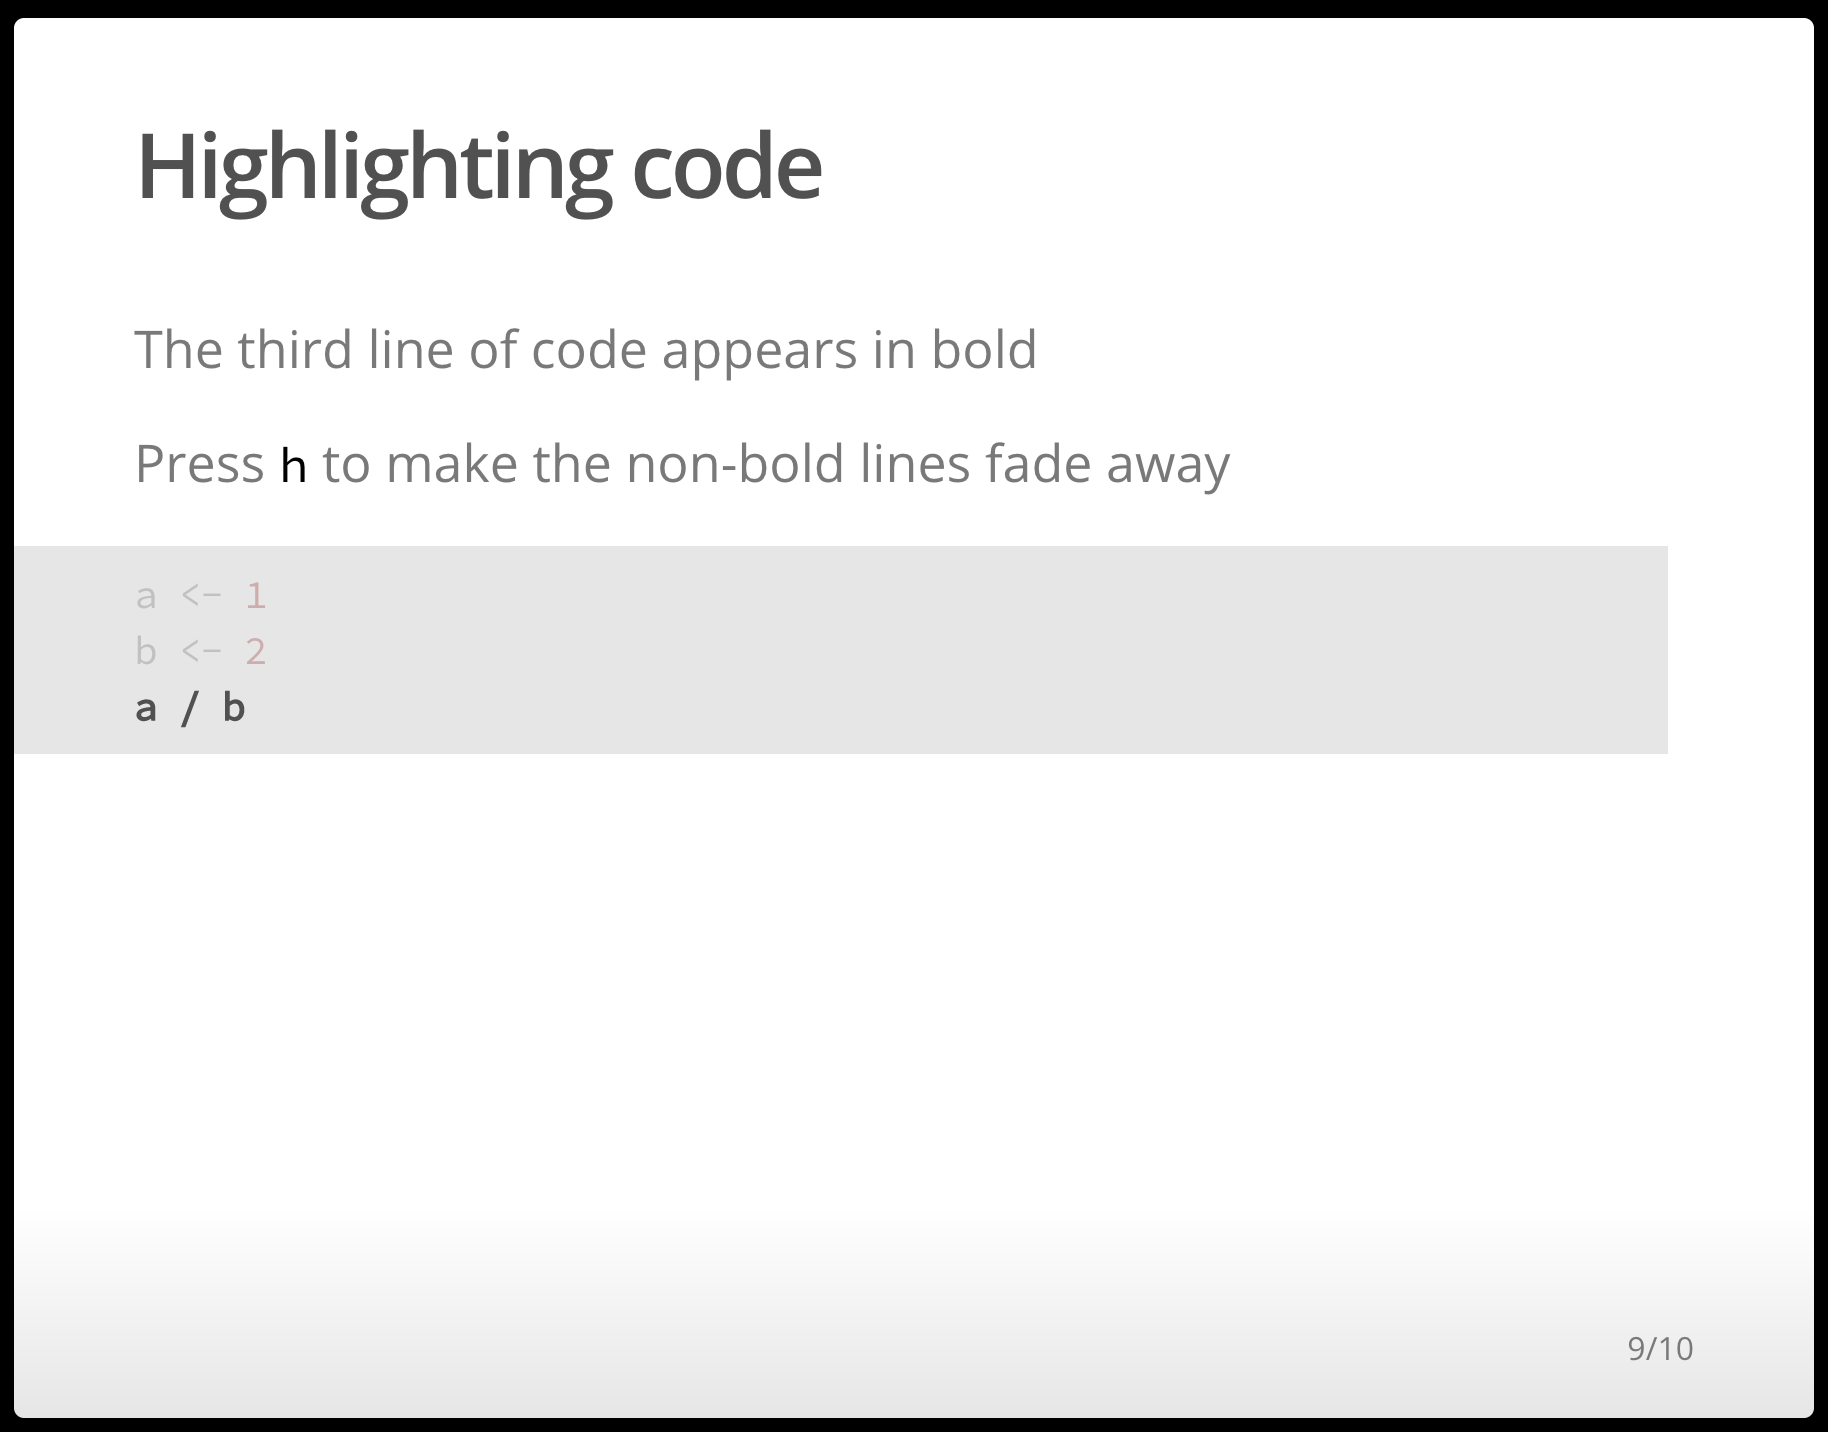 Highlighting code
The third line of code appears in bold
Press h to make the non-bold lines fade away
a <- 1
b <- 2
a / b
9/10